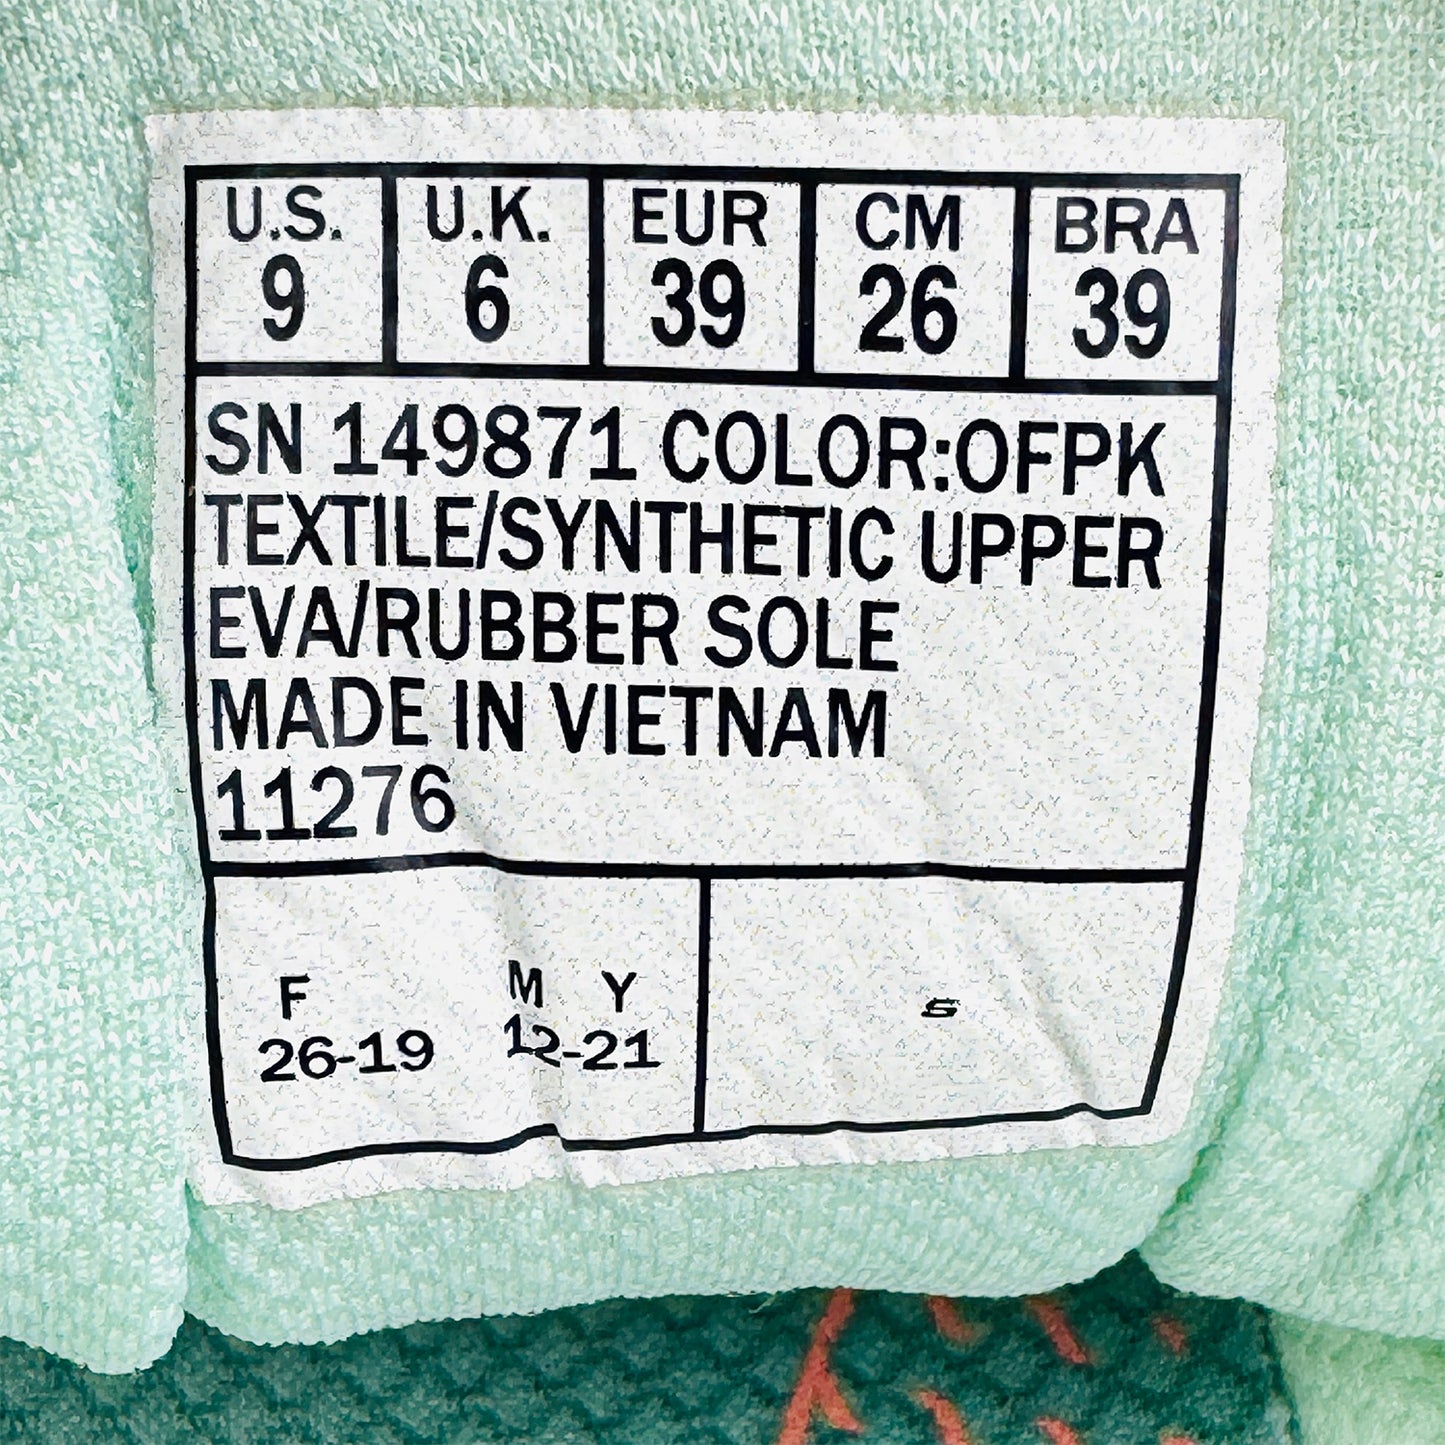 U.S. U.K. EUR CM BRA
9 6 39 26 39
SN 149871 COLOR:OFPK
TEXTILE/SYNTHETIC UPPER
EVA/RUBBER SOLE
MADE IN VIETNAM
11276
F M Y
26-19 12-21
S